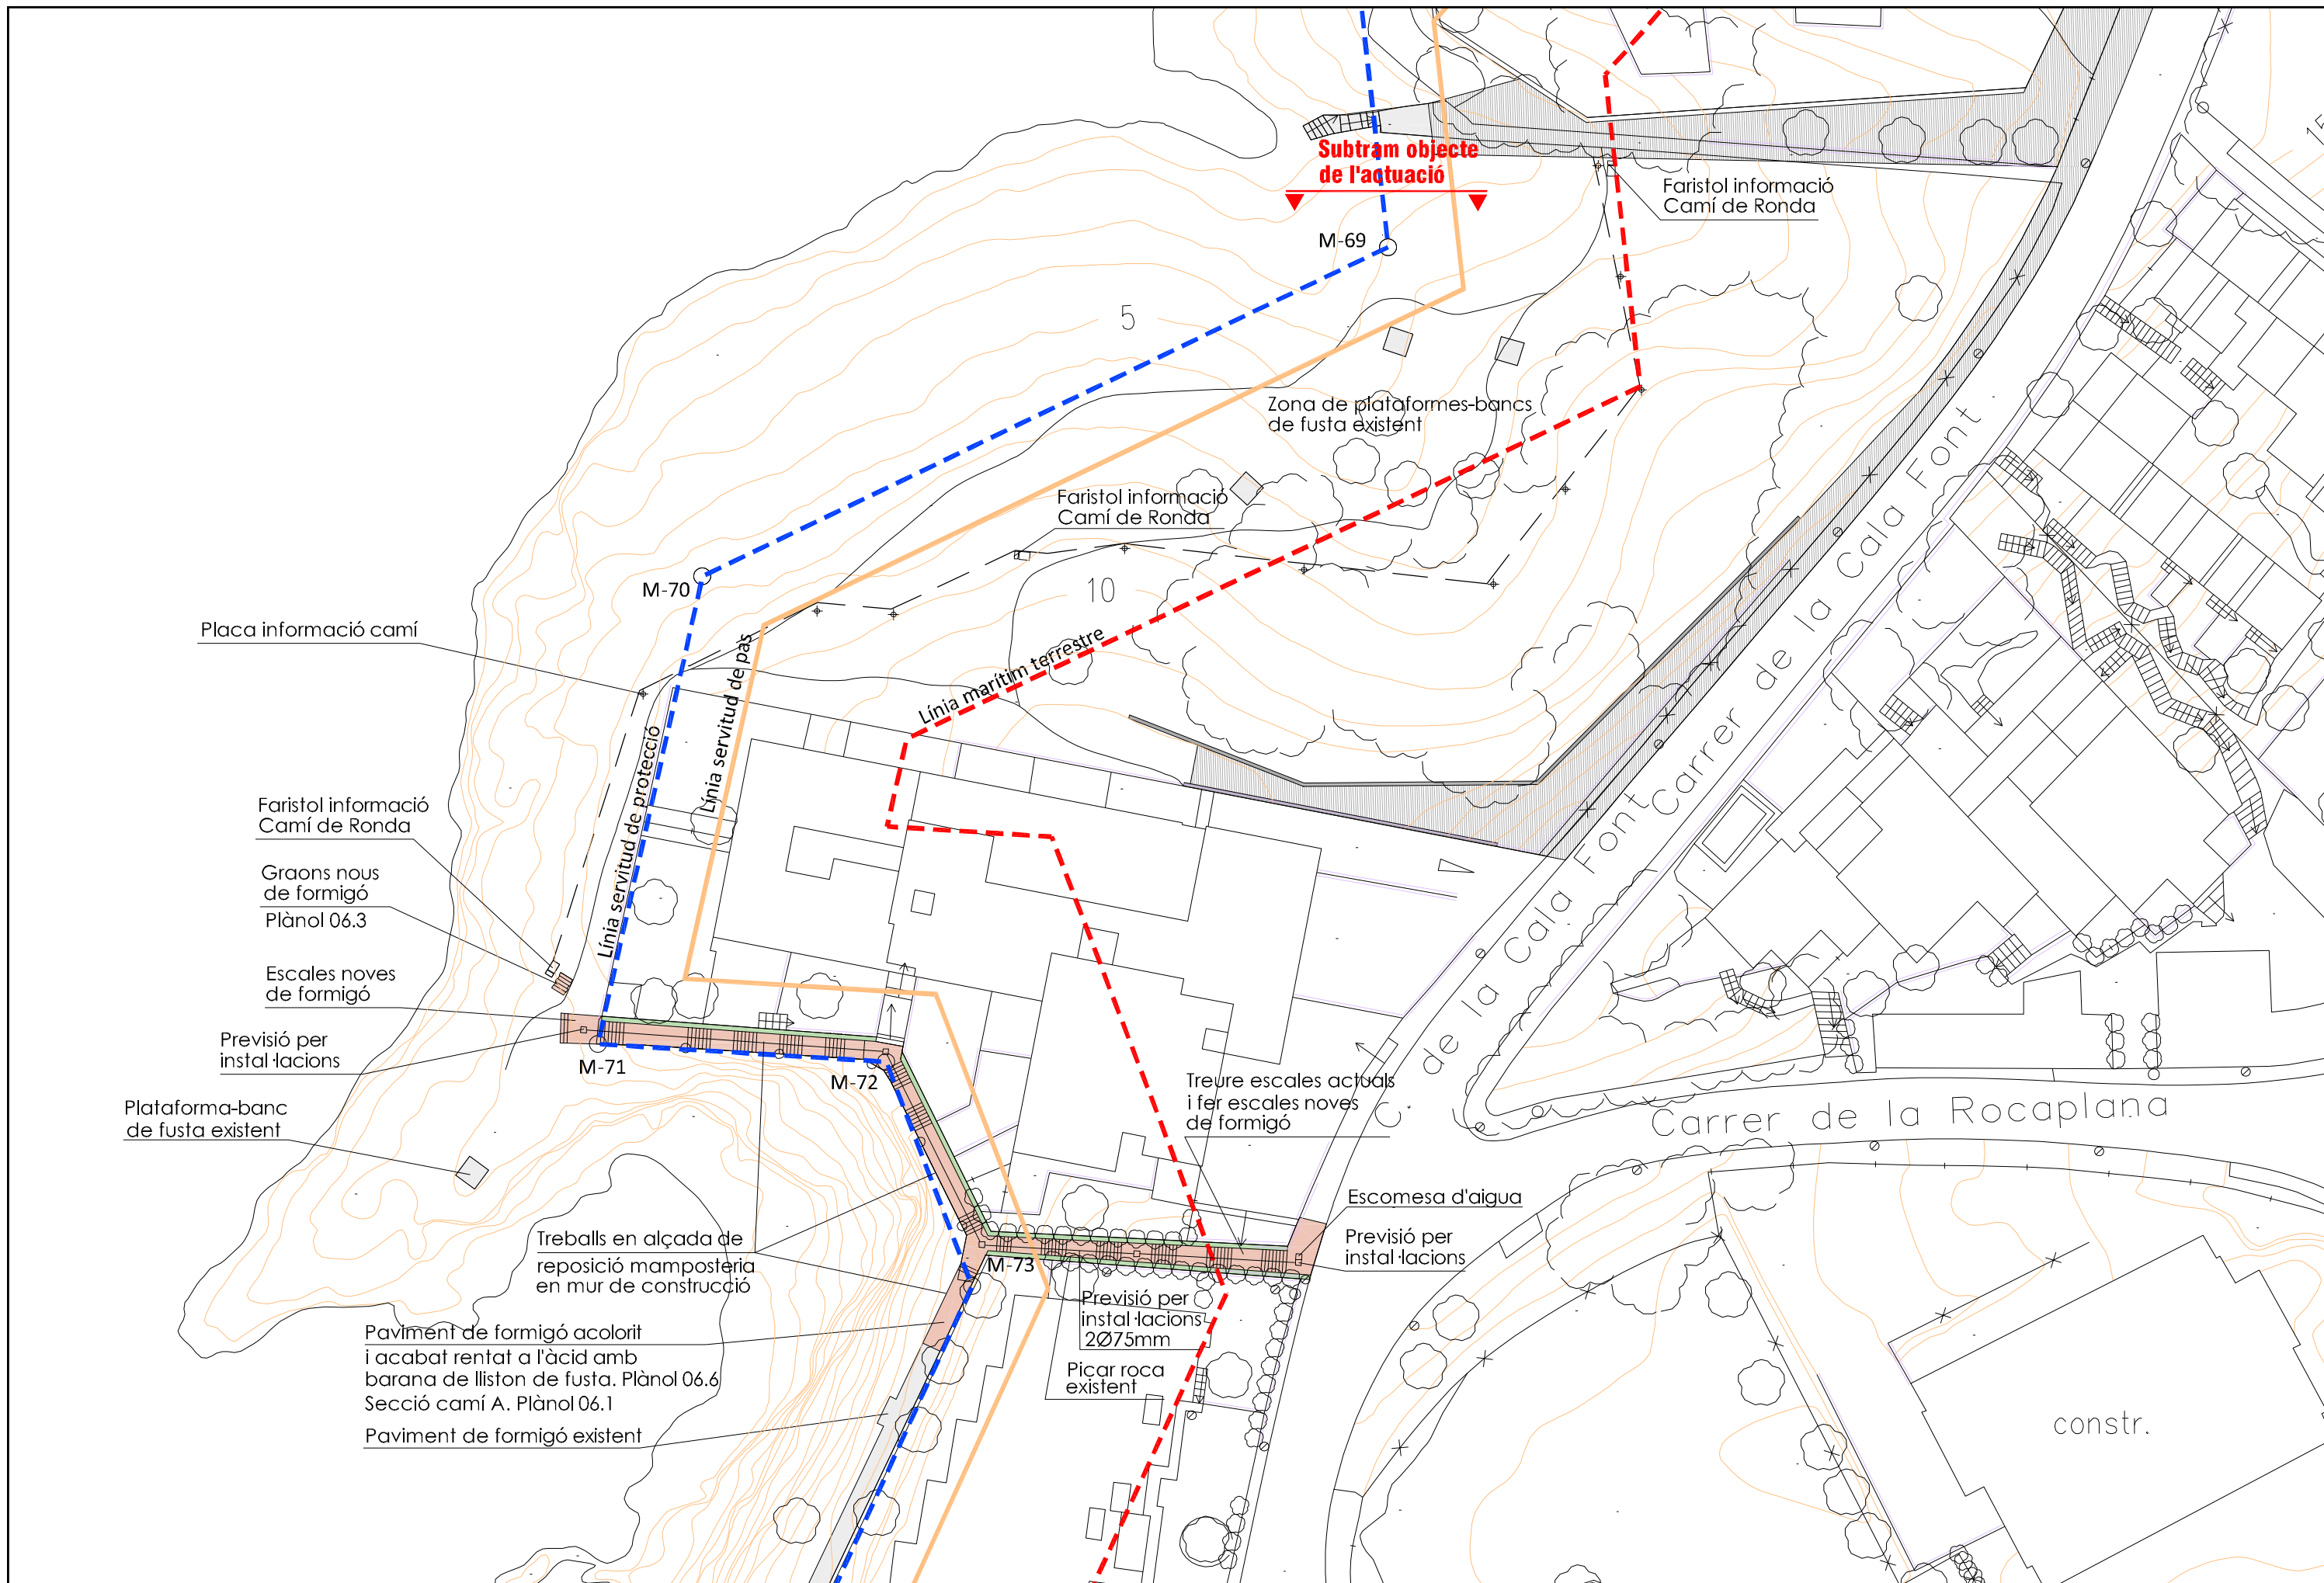 Subtram objecte
de l'actuació
Faristol informació
Camí de Ronda
15
M-69
5
Zona de plataformes-bancs
de fusta existent
Faristol informació
Camí de Ronda
M-70
10
Placa informació camí
Línia servitud de pas
Línia marítim terrestre
Línia servitud de protecció
Carrer de la Cala Font
C. de la Cala Font
Faristol informació
Camí de Ronda
Graons nous
de formigó
Plànol 06.3
Escales noves
de formigó
Previsió per
instal·lacions
M-71
M-72
Treure escales actuals
i fer escales noves
de formigó
Carrer de la Rocaplana
Plataforma-banc
de fusta existent
Escomesa d'aigua
Previsió per
instal·lacions
Treballs en alçada de
reposició mamposteria
en mur de construcció
M-73
Previsió per
instal·lacions
2Ø75mm
Picar roca
existent
Paviment de formigó acolorit
i acabat rentat a l'àcid amb
barana de lliston de fusta. Plànol 06.6
Secció camí A. Plànol 06.1
Paviment de formigó existent
constr.